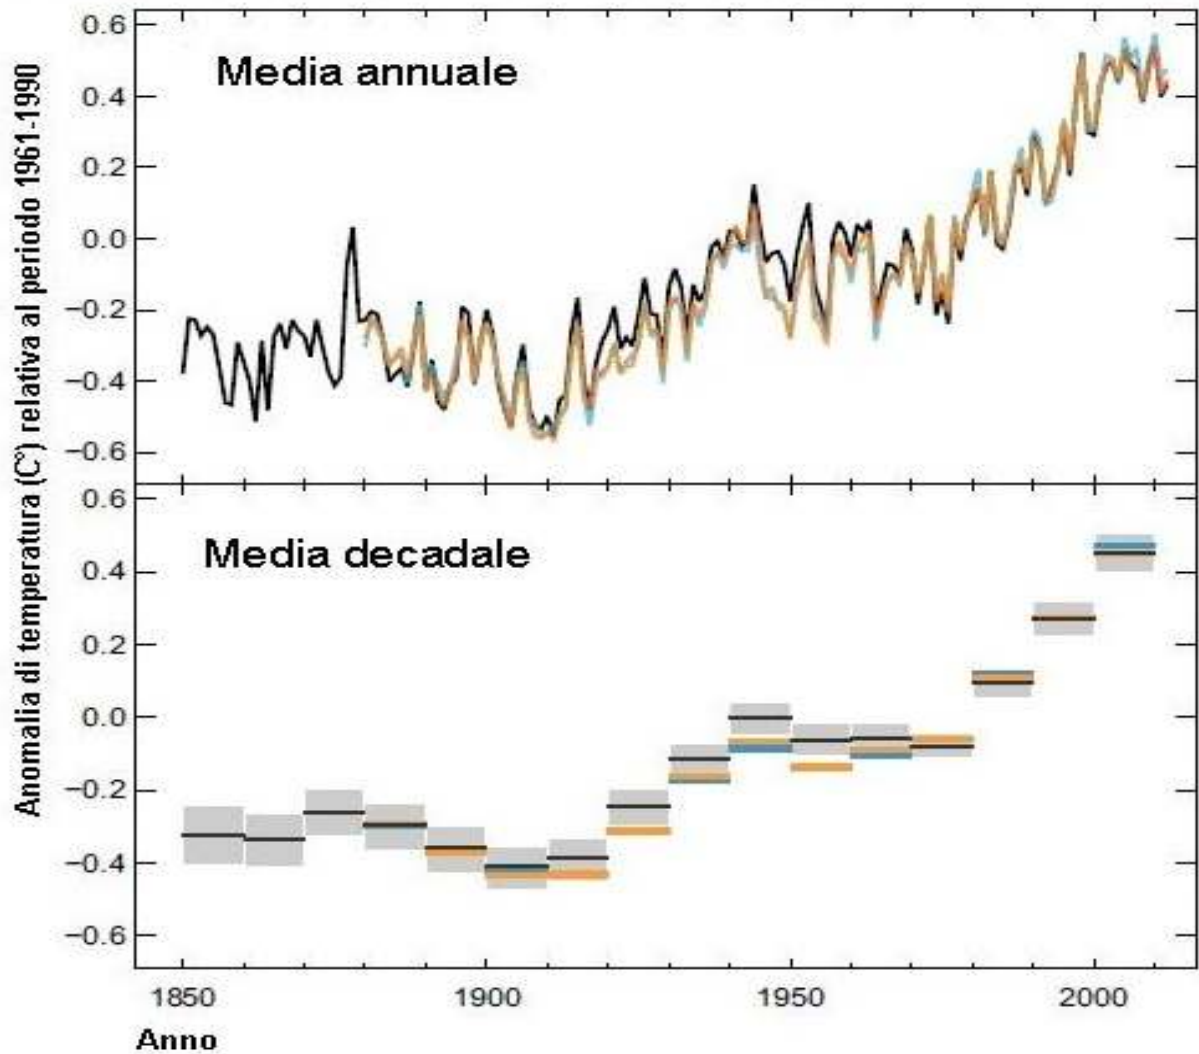 Anomalia di temperatura (C°) relativa al periodo 1961-1990
Media annuale
0.6
0.4
0.2
0.0
−0.2
−0.4
−0.6
Media decadale
0.6
0.4
0.2
0.0
−0.2
−0.4
−0.6
1850 1900 1950 2000
Anno